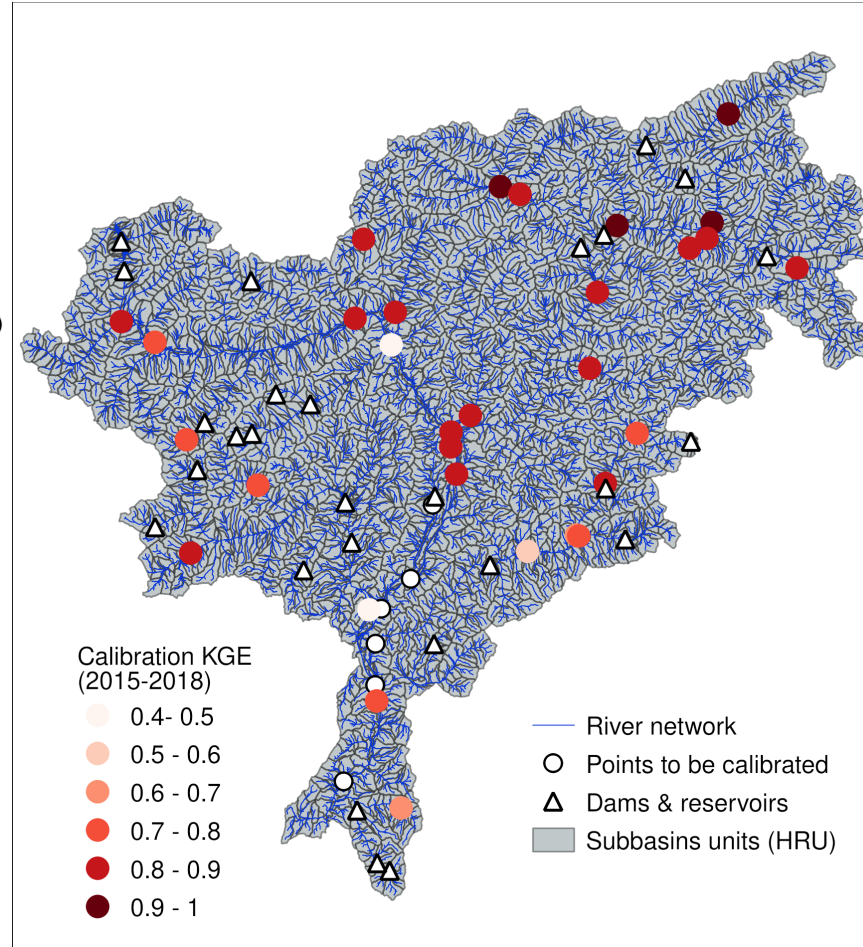 Calibration KGE
(2015-2018)
0.4- 0.5
0.5 - 0.6
0.6 - 0.7
0.7 - 0.8
0.8 - 0.9
0.9 - 1
River network
Points to be calibrated
Dams & reservoirs
Subbasins units (HRU)